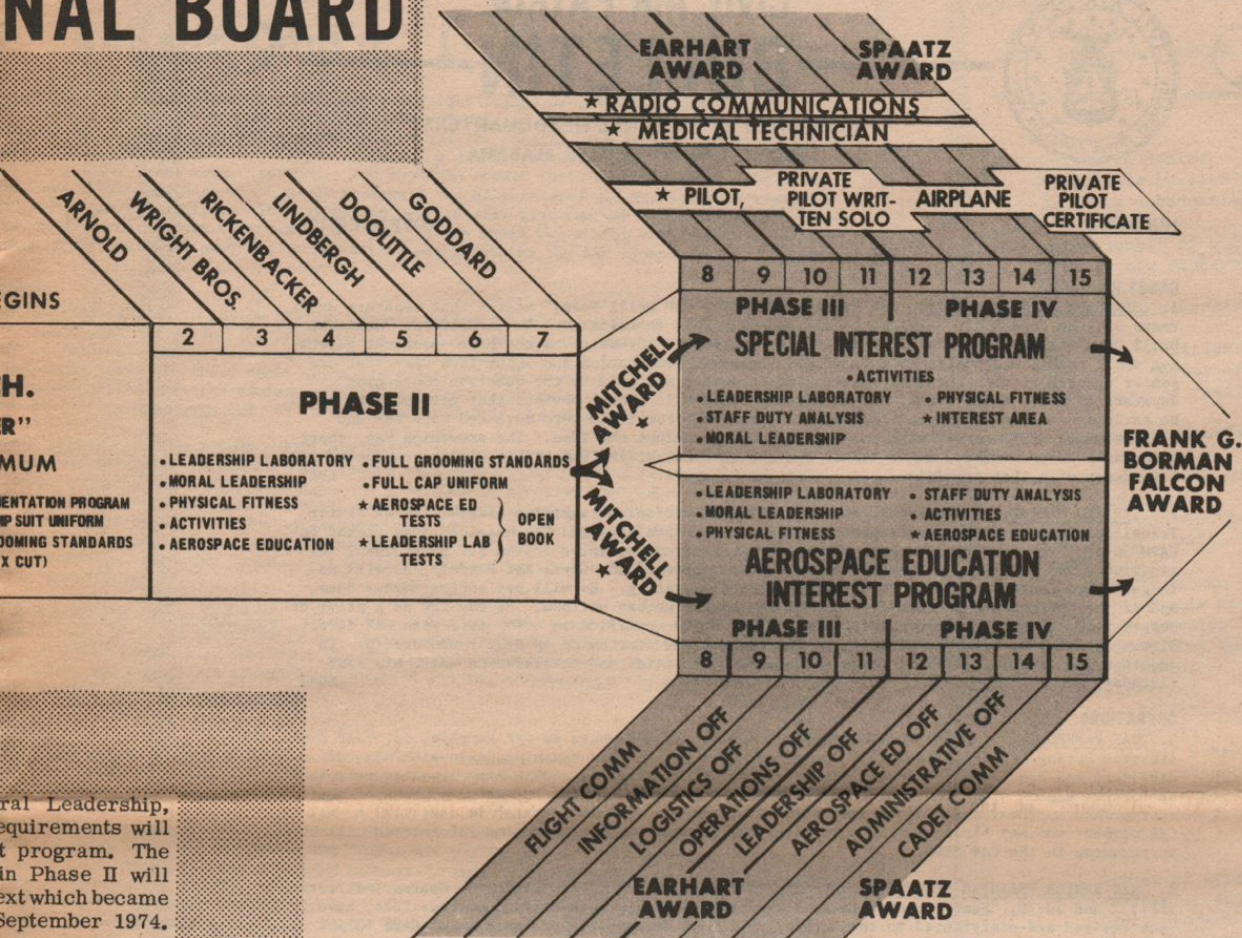 NAL BOARD
EARHART
AWARD
SPAATZ
AWARD
★ RADIO COMMUNICATIONS
★ MEDICAL TECHNICIAN
★ PILOT,
PRIVATE
PILOT WRIT-
TEN SOLO
AIRPLANE
PRIVATE
PILOT
CERTIFICATE
ARNOLD
WRIGHT BROS.
RICKENBACKER
LINDBERGH
DOOLITTLE
GODDARD
EGINS
CH.
ER"
MUM
IENTATION PROGRAM
IP SUIT UNIFORM
OOMING STANDARDS
X CUT)
2 3 4 5 6 7
PHASE II
• LEADERSHIP LABORATORY
• MORAL LEADERSHIP
• PHYSICAL FITNESS
• ACTIVITIES
• AEROSPACE EDUCATION
• FULL GROOMING STANDARDS
• FULL CAP UNIFORM
★ AEROSPACE ED
TESTS
★ LEADERSHIP LAB
TESTS
OPEN
BOOK
MITCHELL
AWARD
★
MITCHELL
AWARD
★
8 9 10 11 12 13 14 15
PHASE III PHASE IV
SPECIAL INTEREST PROGRAM
• ACTIVITIES
• LEADERSHIP LABORATORY
• STAFF DUTY ANALYSIS
• MORAL LEADERSHIP
• PHYSICAL FITNESS
★ INTEREST AREA
• LEADERSHIP LABORATORY
• MORAL LEADERSHIP
• PHYSICAL FITNESS
• STAFF DUTY ANALYSIS
• ACTIVITIES
★ AEROSPACE EDUCATION
AEROSPACE EDUCATION
INTEREST PROGRAM
PHASE III PHASE IV
8 9 10 11 12 13 14 15
FRANK G.
BORMAN
FALCON
AWARD
FLIGHT COMM
INFORMATION OFF
LOGISTICS OFF
OPERATIONS OFF
LEADERSHIP OFF
AEROSPACE ED OFF
ADMINISTRATIVE OFF
CADET COMM
EARHART
AWARD
SPAATZ
AWARD
ral Leadership,
equirements will
t program. The
in Phase II will
ext which became
September 1974.